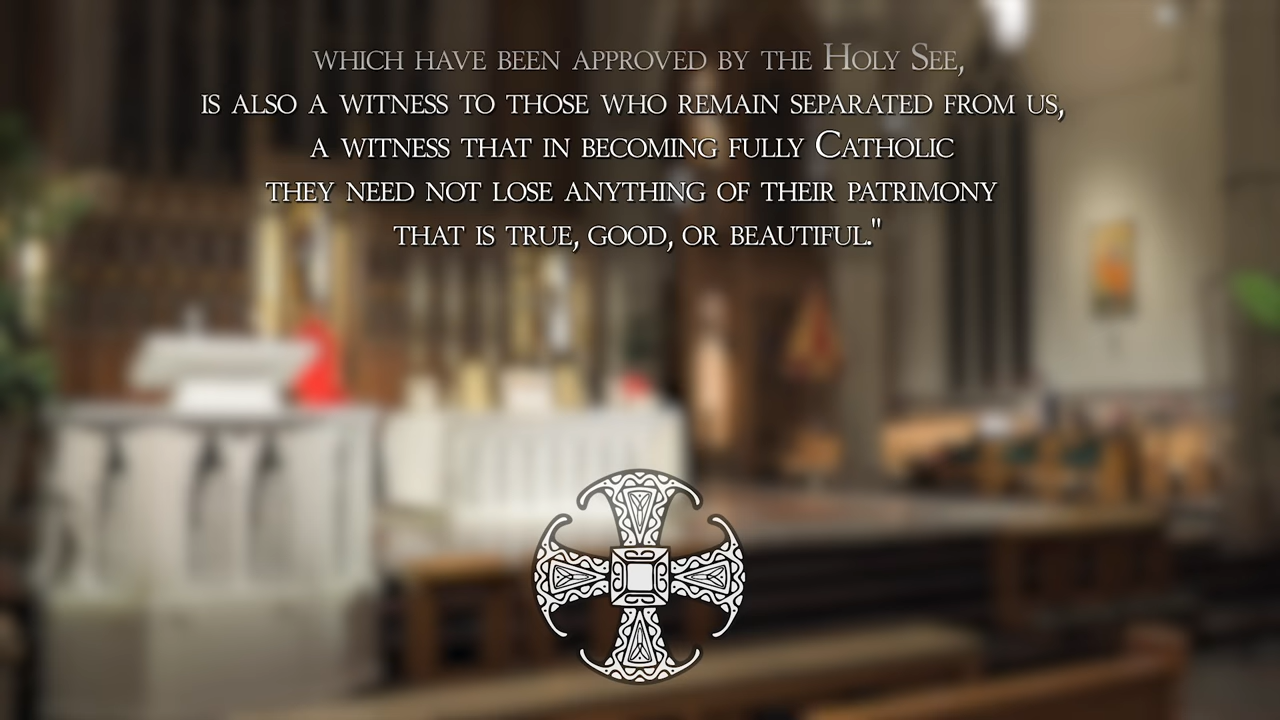 which have been approved by the Holy See,
is also a witness to those who remain separated from us,
a witness that in becoming fully Catholic
they need not lose anything of their patrimony
that is true, good, or beautiful."